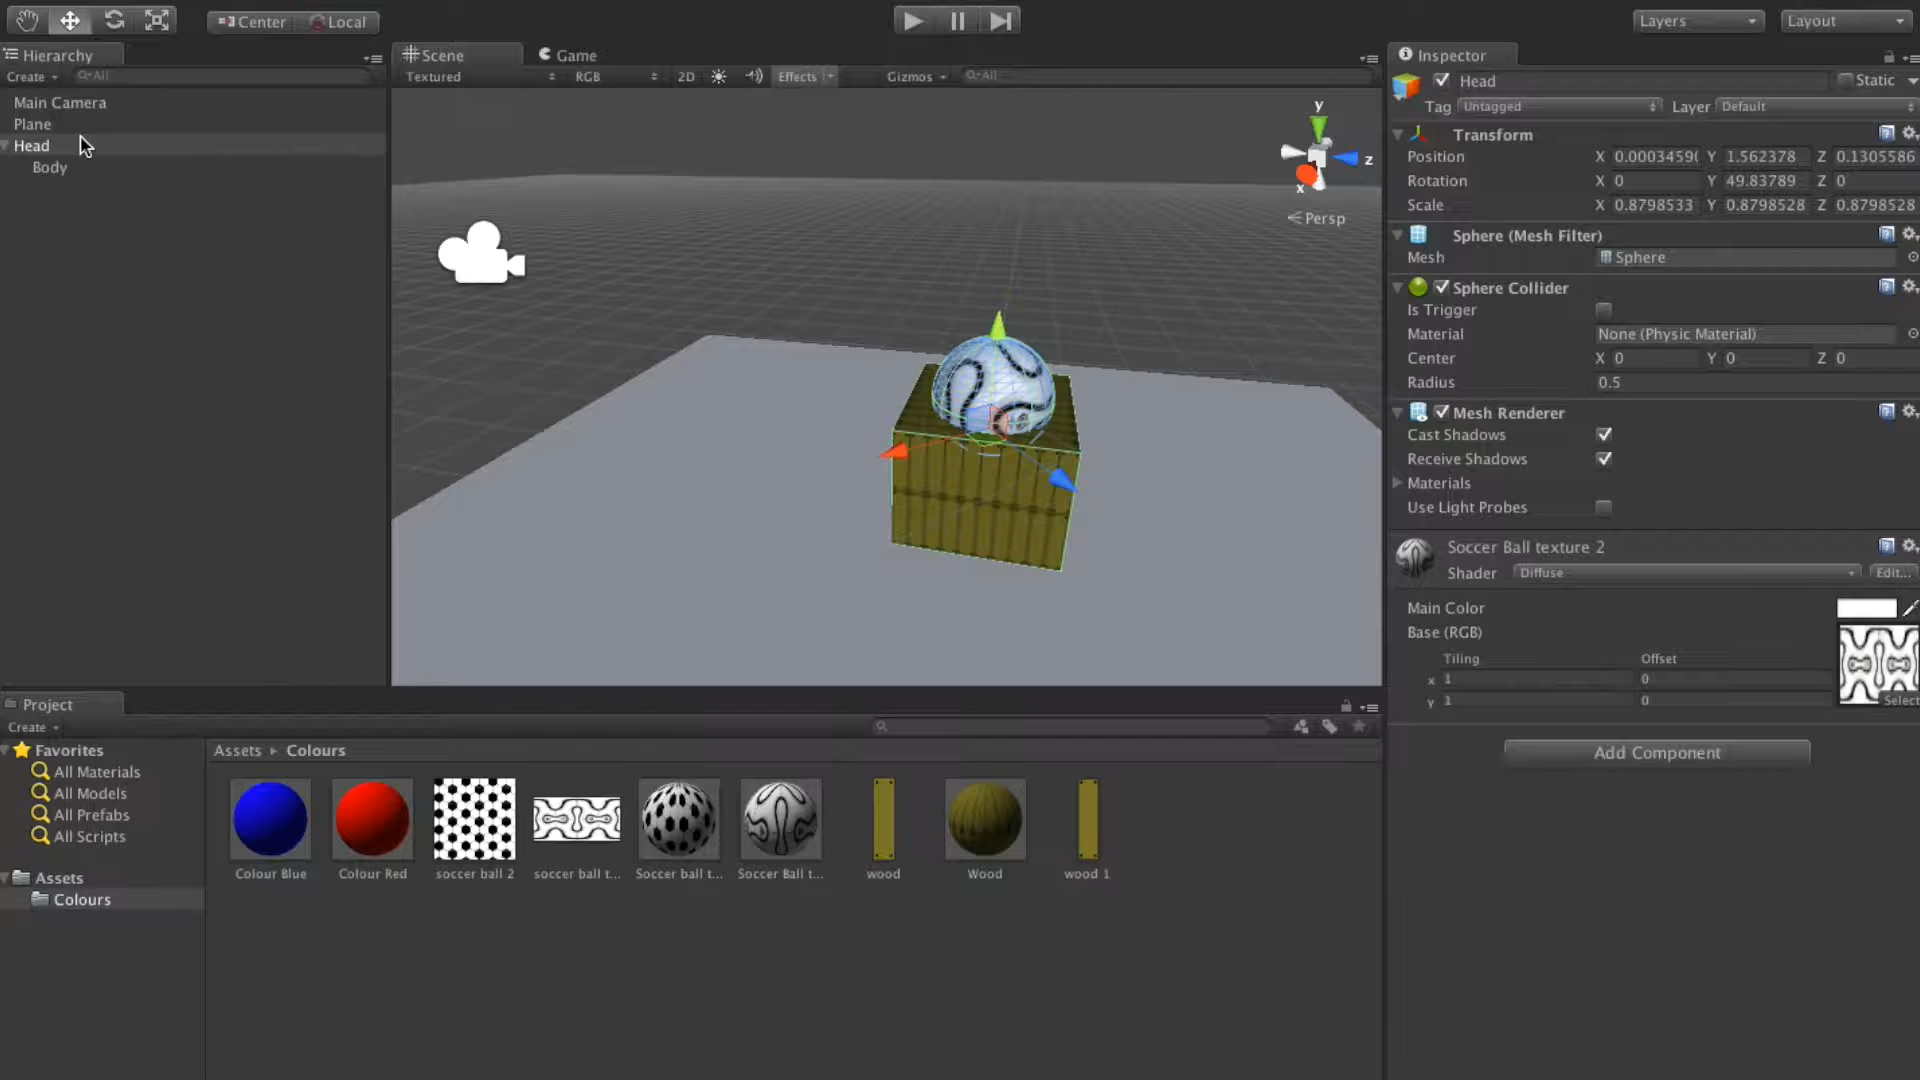 Center Local Layers Layout
Hierarchy
Create All
Main Camera
Plane
Head
Body
Scene Game
Textured RGB 2D Effects Gizmos All
y
z
x
Persp
Inspector
Head Static
Tag Untagged Layer Default
Transform
Position X 0.0003459( Y 1.562378 Z 0.1305586
Rotation X 0 Y 49.83789 Z 0
Scale X 0.8798533 Y 0.8798528 Z 0.8798528
Sphere (Mesh Filter)
Mesh Sphere
Sphere Collider
Is Trigger
Material None (Physic Material)
Center X 0 Y 0 Z 0
Radius 0.5
Mesh Renderer
Cast Shadows
Receive Shadows
Materials
Use Light Probes
Soccer Ball texture 2
Shader Diffuse Edit...
Main Color
Base (RGB)
Tiling Offset
x 1 0
y 1 0
Select
Add Component
Project
Create
Favorites
All Materials
All Models
All Prefabs
All Scripts
Assets
Colours
Assets Colours
Colour Blue Colour Red soccer ball 2 soccer ball t... Soccer ball t... Soccer Ball t... wood Wood wood 1